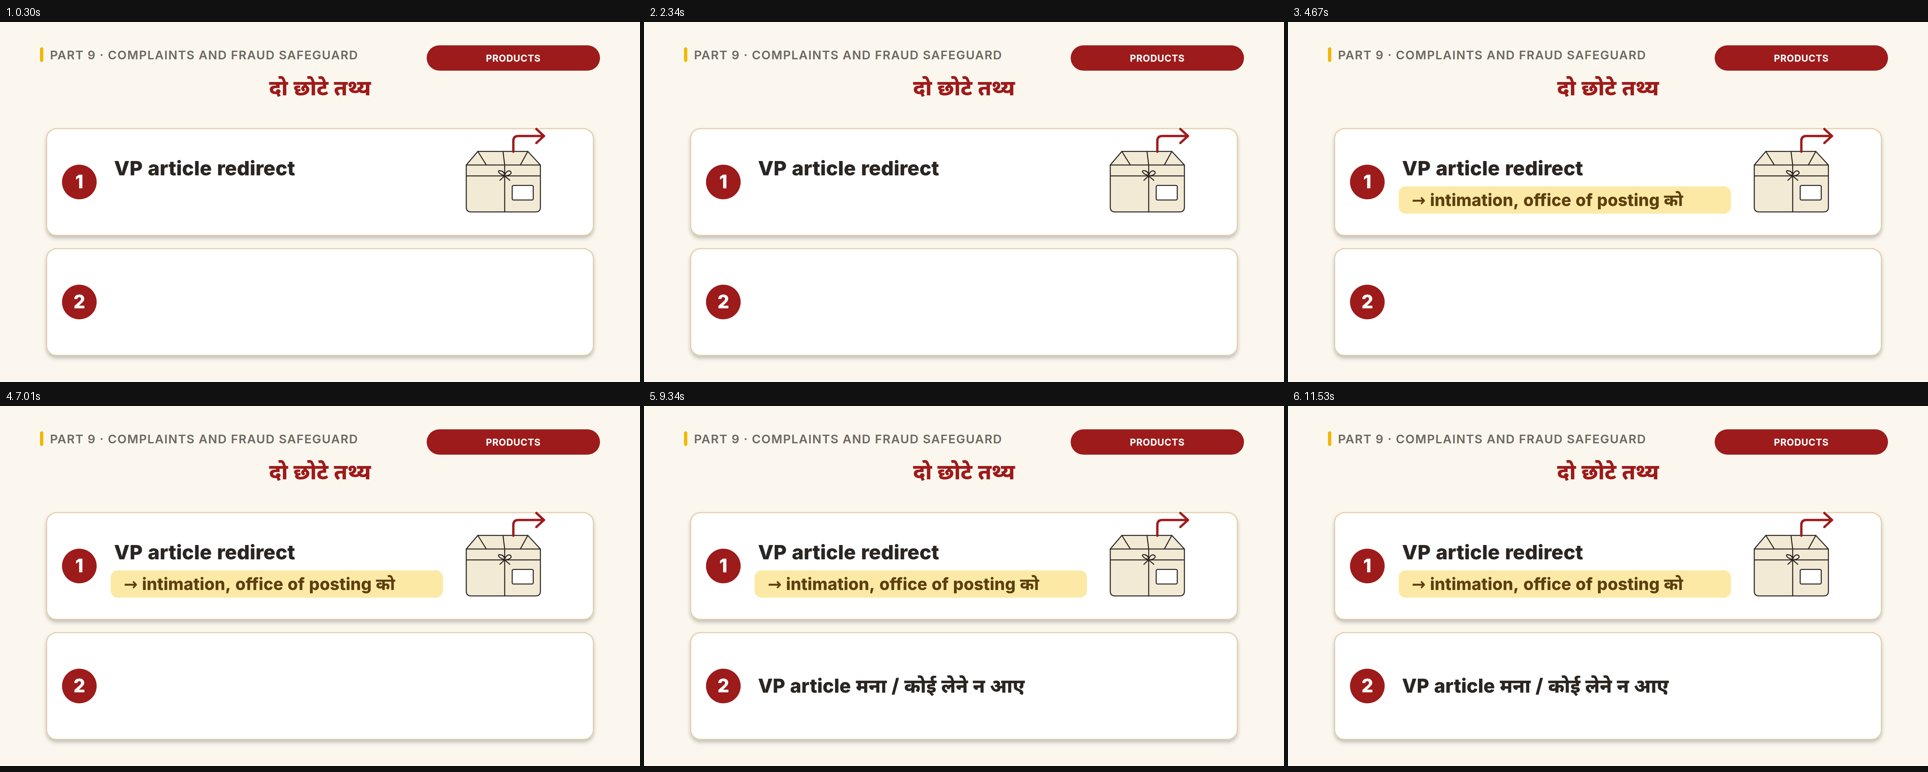 1. 0.30s
PART 9 · COMPLAINTS AND FRAUD SAFEGUARD
PRODUCTS
दो छोटे तथ्य
1
VP article redirect
2
2. 2.34s
PART 9 · COMPLAINTS AND FRAUD SAFEGUARD
PRODUCTS
दो छोटे तथ्य
1
VP article redirect
2
3. 4.67s
PART 9 · COMPLAINTS AND FRAUD SAFEGUARD
PRODUCTS
दो छोटे तथ्य
1
VP article redirect
→ intimation, office of posting को
2
4. 7.01s
PART 9 · COMPLAINTS AND FRAUD SAFEGUARD
PRODUCTS
दो छोटे तथ्य
1
VP article redirect
→ intimation, office of posting को
2
5. 9.34s
PART 9 · COMPLAINTS AND FRAUD SAFEGUARD
PRODUCTS
दो छोटे तथ्य
1
VP article redirect
→ intimation, office of posting को
2
VP article मना / कोई लेने न आए
6. 11.53s
PART 9 · COMPLAINTS AND FRAUD SAFEGUARD
PRODUCTS
दो छोटे तथ्य
1
VP article redirect
→ intimation, office of posting को
2
VP article मना / कोई लेने न आए